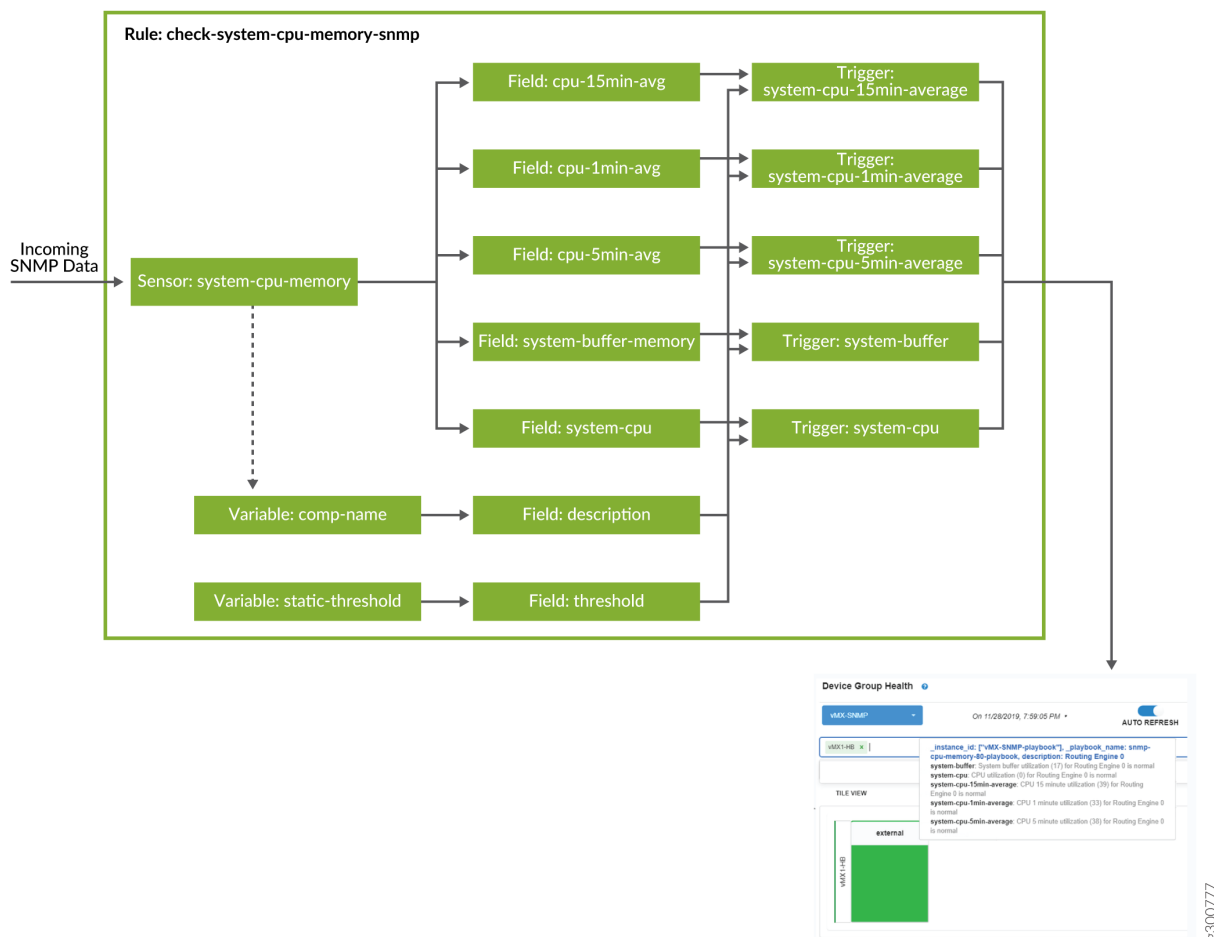 Rule: check-system-cpu-memory-snmp
Incoming
SNMP Data
Sensor: system-cpu-memory
Field: cpu-15min-avg
Trigger:
system-cpu-15min-average
Field: cpu-1min-avg
Trigger:
system-cpu-1min-average
Field: cpu-5min-avg
Trigger:
system-cpu-5min-average
Field: system-buffer-memory
Trigger: system-buffer
Field: system-cpu
Trigger: system-cpu
Variable: comp-name
Field: description
Variable: static-threshold
Field: threshold
Device Group Health ?
vMX-SNMP
On 11/28/2019, 7:59:05 PM
AUTO REFRESH
vMX1-HB ×
_instance_id: ["vMX-SNMP-playbook"], _playbook_name: snmp-
cpu-memory-80-playbook, description: Routing Engine 0
system-buffer: System buffer utilization (17) for Routing Engine 0 is normal
system-cpu: CPU utilization (0) for Routing Engine 0 is normal
system-cpu-15min-average: CPU 15 minute utilization (39) for Routing
Engine 0 is normal
system-cpu-1min-average: CPU 1 minute utilization (33) for Routing Engine 0
is normal
system-cpu-5min-average: CPU 5 minute utilization (38) for Routing Engine 0
is normal
TILE VIEW
external
vMX1-HB
g300777